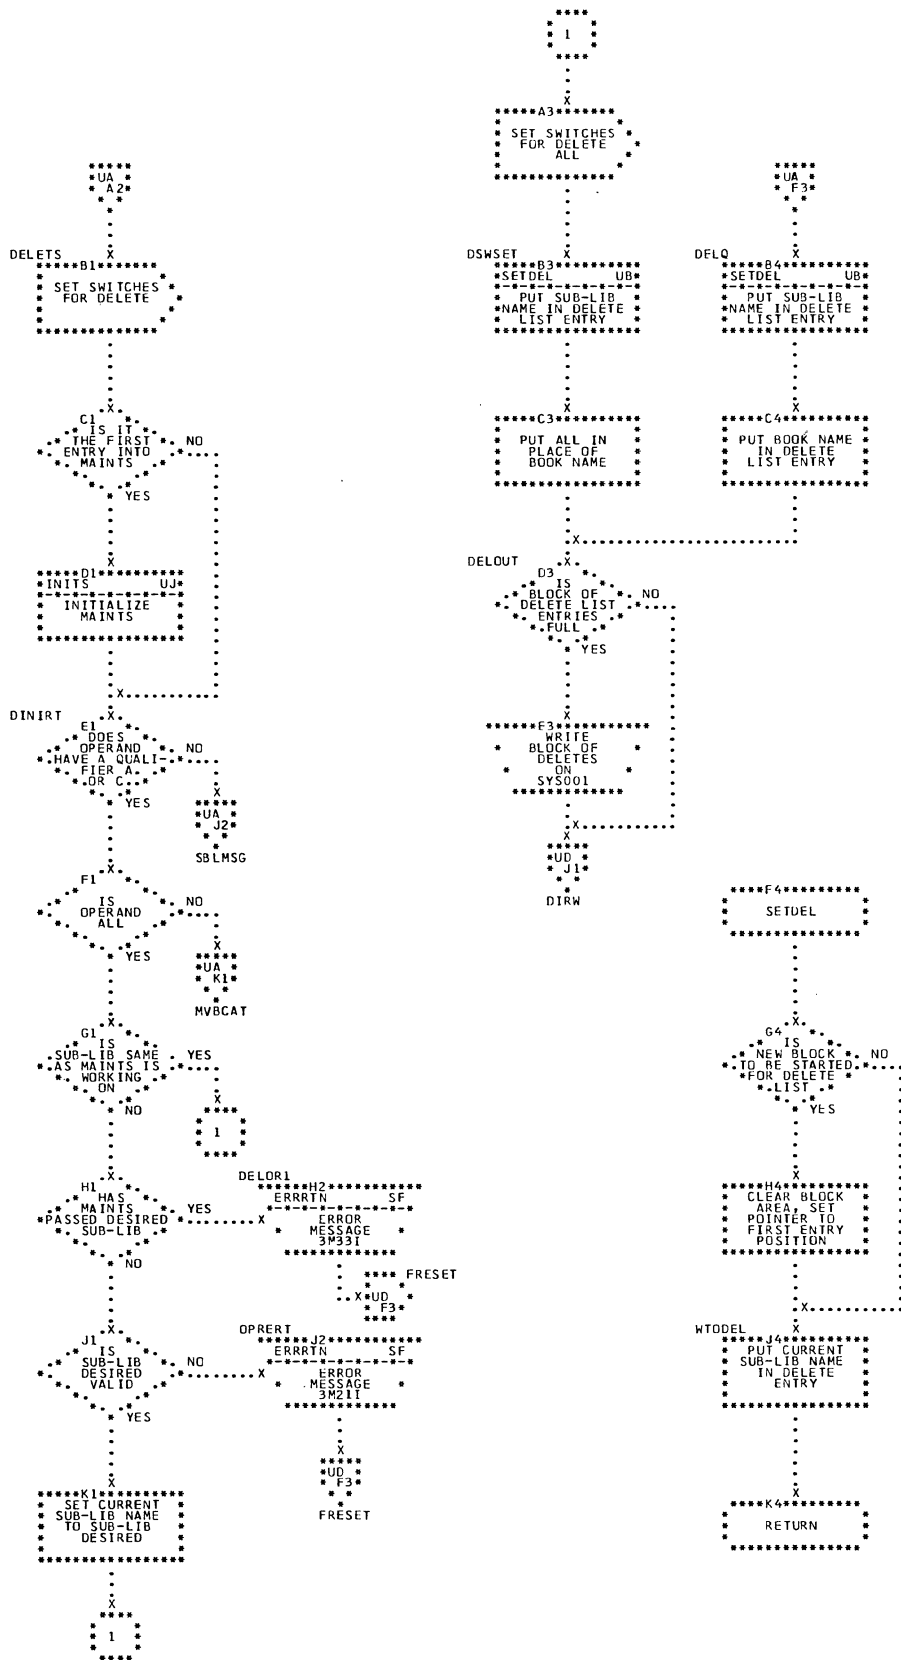 1
A3
SET SWITCHES
FOR DELETE
ALL
UA
A2
UA
F3
DELETS
B1
SET SWITCHES
FOR DELETE
DSWSET
B3
SETDEL UB
PUT SUB-LIB
NAME IN DELETE
LIST ENTRY
DELQ
B4
SETDEL UB
PUT SUB-LIB
NAME IN DELETE
LIST ENTRY
C1
IS IT
THE FIRST
ENTRY INTO
MAINTS
NO
YES
C3
PUT ALL IN
PLACE OF
BOOK NAME
C4
PUT BOOK NAME
IN DELETE
LIST ENTRY
D1
INITS UJ
INITIALIZE
MAINTS
DELOUT
D3
IS
BLOCK OF
DELETE LIST
ENTRIES
FULL
NO
YES
DINIRT
E1
DOES
OPERAND
HAVE A QUALI-
FIER A.
OR C.
NO
YES
UA
J2
SBLMSG
E3
WRITE
BLOCK OF
DELETES
ON
SYS001
UD
J1
DIRW
F1
IS
OPERAND
ALL
NO
YES
UA
K1
MVBCAT
F4
SETDEL
G1
IS
SUB-LIB SAME
AS MAINTS IS
WORKING
ON
YES
NO
1
G4
IS
NEW BLOCK
TO BE STARTED
FOR DELETE
LIST
NO
YES
H1
HAS
MAINTS
PASSED DESIRED
SUB-LIB
YES
NO
DELOR1
H2
ERRRTN SF
ERROR
MESSAGE
3M33I
FRESET
UD
F3
H4
CLEAR BLOCK
AREA, SET
POINTER TO
FIRST ENTRY
POSITION
J1
IS
SUB-LIB
DESIRED
VALID
NO
YES
OPRERT
J2
ERRRTN SF
ERROR
MESSAGE
3M21I
UD
F3
FRESET
WTODEL
J4
PUT CURRENT
SUB-LIB NAME
IN DELETE
ENTRY
K1
SET CURRENT
SUB-LIB NAME
TO SUB-LIB
DESIRED
K4
RETURN
1